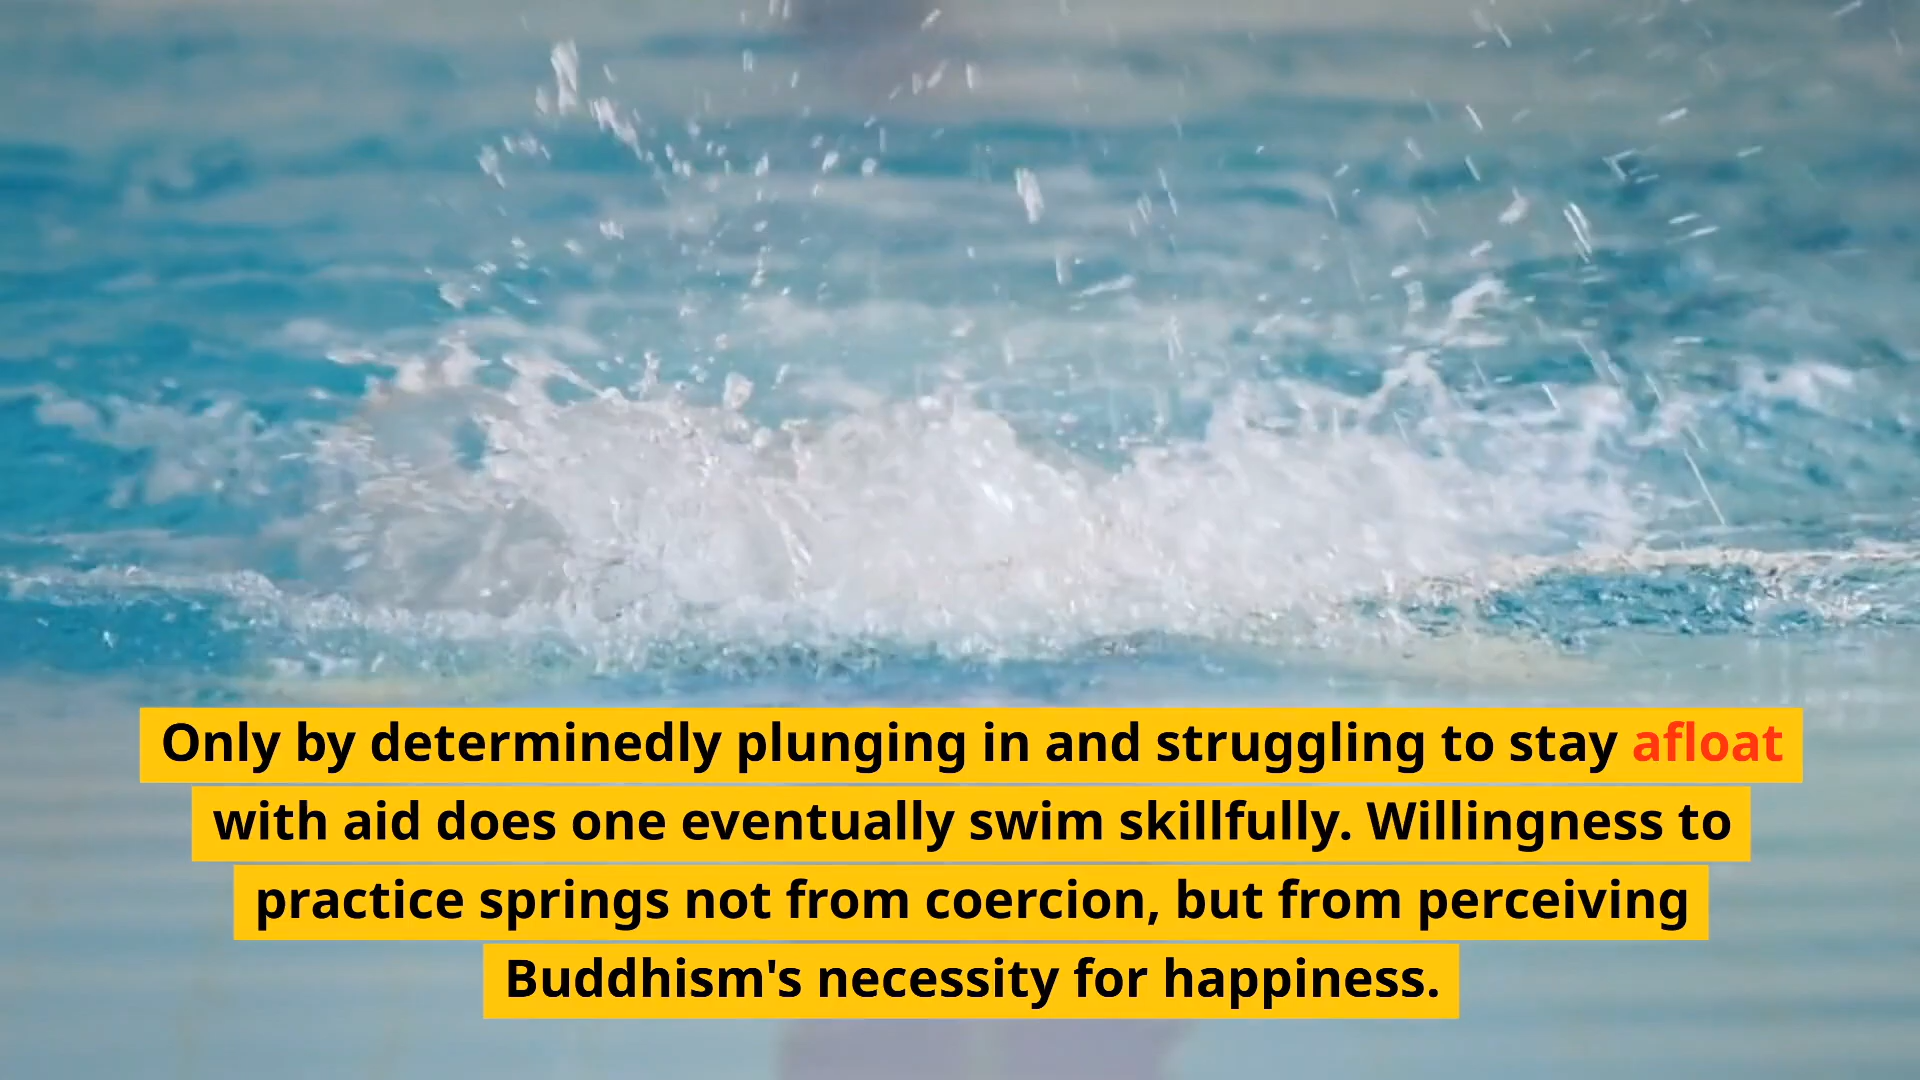 Only by determinedly plunging in and struggling to stay afloat
with aid does one eventually swim skillfully. Willingness to
practice springs not from coercion, but from perceiving
Buddhism's necessity for happiness.